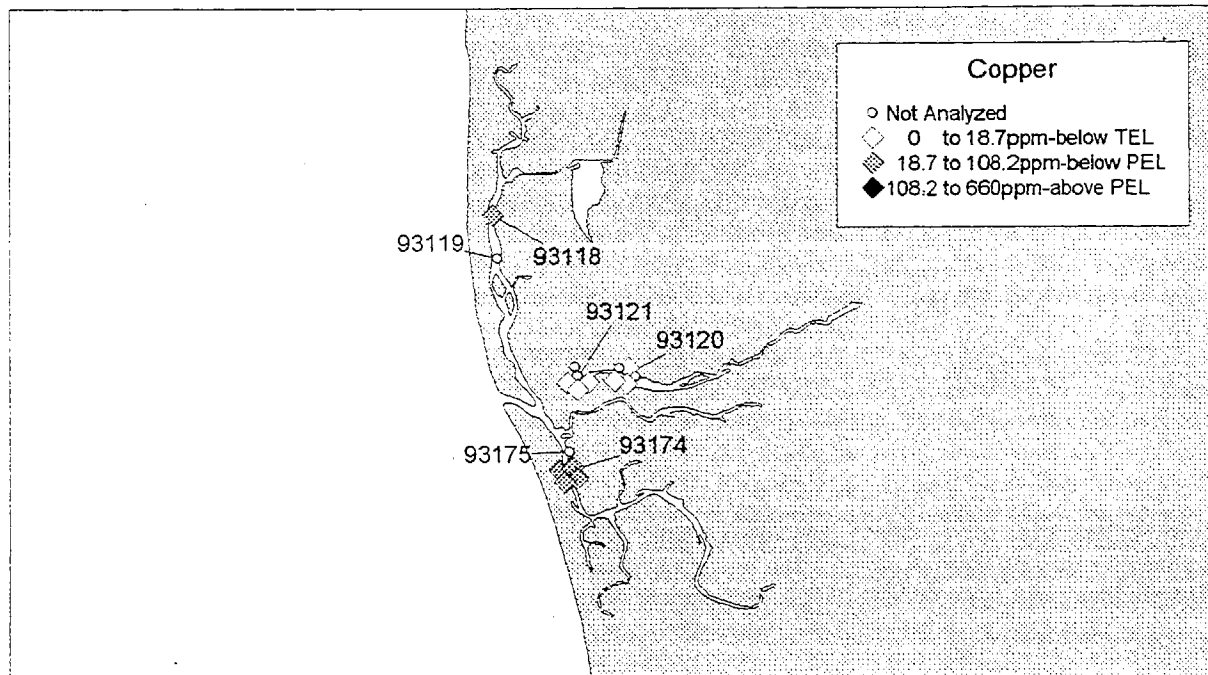 Copper
Not Analyzed
0 to 18.7ppm-below TEL
18.7 to 108.2ppm-below PEL
108.2 to 660ppm-above PEL
93119
93118
93121
93120
93175
93174